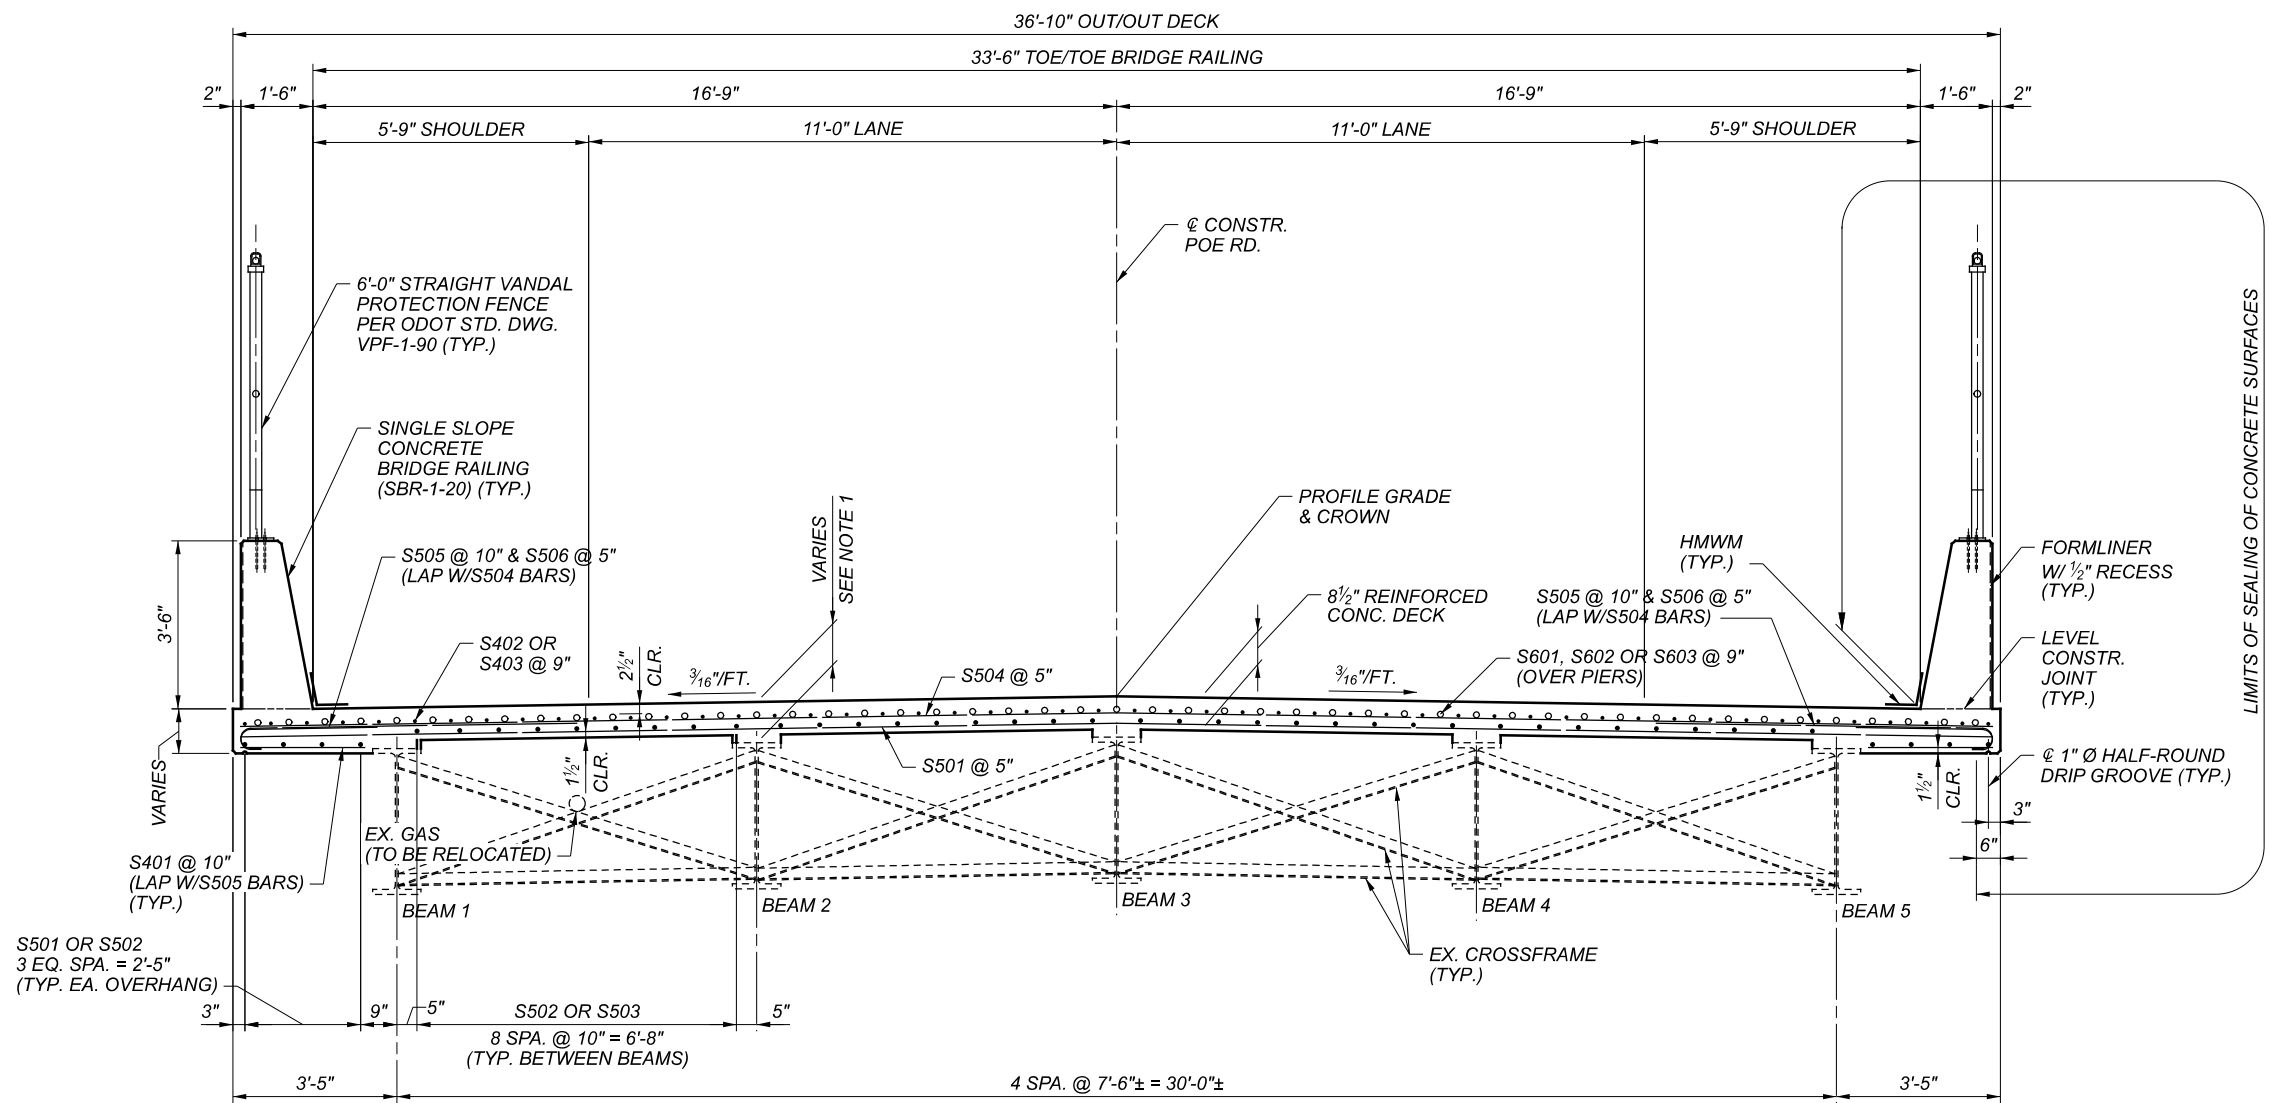 36'-10" OUT/OUT DECK
33'-6" TOE/TOE BRIDGE RAILING
2"
1'-6"
16'-9"
16'-9"
1'-6"
2"
5'-9" SHOULDER
11'-0" LANE
11'-0" LANE
5'-9" SHOULDER
℄ CONSTR.
POE RD.
6'-0" STRAIGHT VANDAL
PROTECTION FENCE
PER ODOT STD. DWG.
VPF-1-90 (TYP.)
SINGLE SLOPE
CONCRETE
BRIDGE RAILING
(SBR-1-20) (TYP.)
LIMITS OF SEALING OF CONCRETE SURFACES
VARIES
SEE NOTE 1
PROFILE GRADE
& CROWN
HMWM
(TYP.)
FORMLINER
W/ ½" RECESS
(TYP.)
S505 @ 10" & S506 @ 5"
(LAP W/S504 BARS)
8½" REINFORCED
CONC. DECK
S505 @ 10" & S506 @ 5"
(LAP W/S504 BARS)
3'-6"
S402 OR
S403 @ 9"
2½"
CLR.
3/16"/FT.
S504 @ 5"
3/16"/FT.
S601, S602 OR S603 @ 9"
(OVER PIERS)
LEVEL
CONSTR.
JOINT
(TYP.)
VARIES
1½"
CLR.
S501 @ 5"
1½"
CLR.
℄ 1" Ø HALF-ROUND
DRIP GROOVE (TYP.)
3"
6"
EX. GAS
(TO BE RELOCATED)
S401 @ 10"
(LAP W/S505 BARS)
(TYP.)
BEAM 1
BEAM 2
BEAM 3
BEAM 4
BEAM 5
S501 OR S502
3 EQ. SPA. = 2'-5"
(TYP. EA. OVERHANG)
EX. CROSSFRAME
(TYP.)
3"
9"
5"
S502 OR S503
8 SPA. @ 10" = 6'-8"
(TYP. BETWEEN BEAMS)
5"
3'-5"
4 SPA. @ 7'-6"± = 30'-0"±
3'-5"